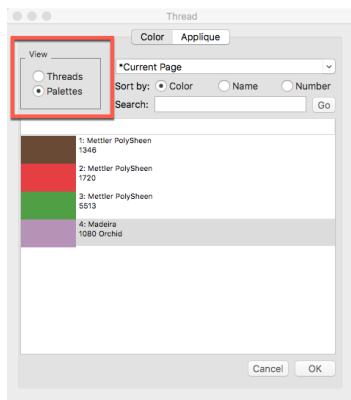 Thread
Color Applique
View
Threads
Palettes
*Current Page
Sort by: Color Name Number
Search: Go
1: Mettler PolySheen
1346
2: Mettler PolySheen
1720
3: Mettler PolySheen
5513
4: Madeira
1080 Orchid
Cancel OK